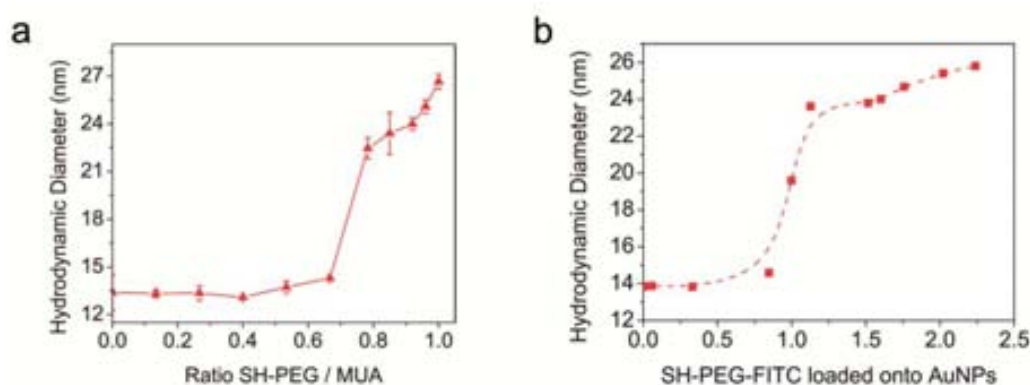 a
Hydrodynamic Diameter (nm)
27
24
21
18
15
12
0.0 0.2 0.4 0.6 0.8 1.0
Ratio SH-PEG / MUA
b
Hydrodynamic Diameter (nm)
26
24
22
20
18
16
14
12
0.0 0.5 1.0 1.5 2.0 2.5
SH-PEG-FITC loaded onto AuNPs